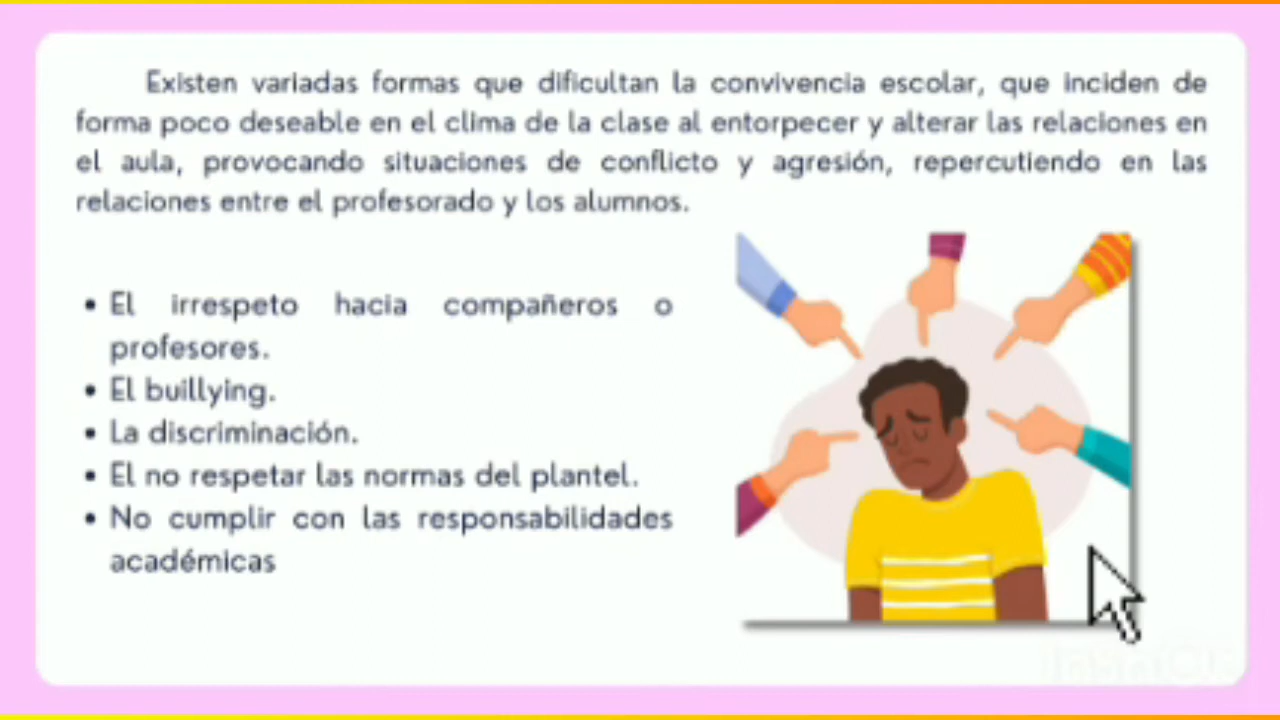 Existen variadas formas que dificultan la convivencia escolar, que inciden de
forma poco deseable en el clima de la clase al entorpecer y alterar las relaciones en
el aula, provocando situaciones de conflicto y agresión, repercutiendo en las
relaciones entre el profesorado y los alumnos.
• El irrespeto hacia compañeros o
profesores.
• El buillying.
• La discriminación.
• El no respetar las normas del plantel.
• No cumplir con las responsabilidades
académicas